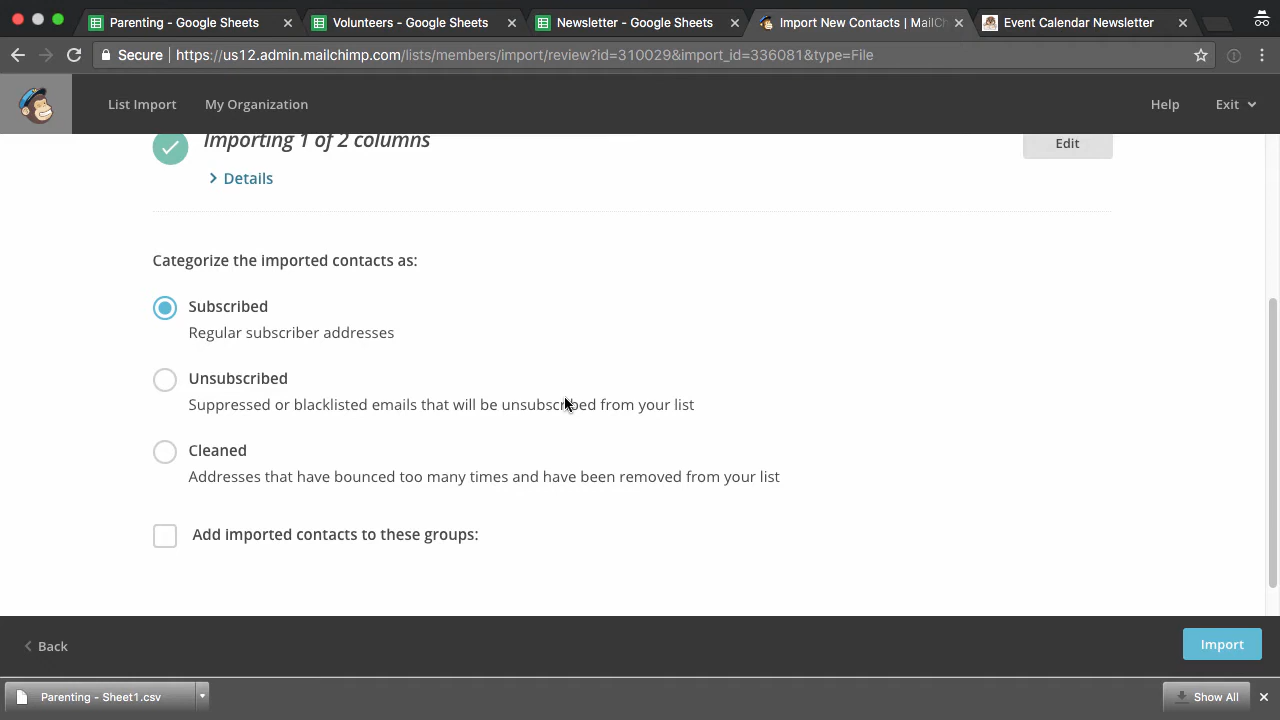 Parenting - Google Sheets
Volunteers - Google Sheets
Newsletter - Google Sheets
Import New Contacts | MailCh
Event Calendar Newsletter
Secure
https://us12.admin.mailchimp.com/lists/members/import/review?id=310029&import_id=336081&type=File
List Import
My Organization
Help
Exit
Importing 1 of 2 columns
Edit
Details
Categorize the imported contacts as:
Subscribed
Regular subscriber addresses
Unsubscribed
Suppressed or blacklisted emails that will be unsubscribed from your list
Cleaned
Addresses that have bounced too many times and have been removed from your list
Add imported contacts to these groups:
Back
Import
Parenting - Sheet1.csv
Show All